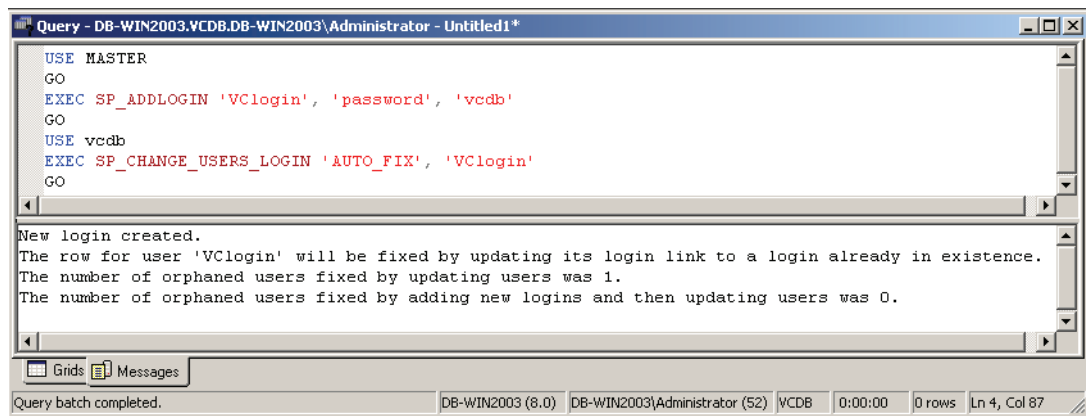 Query - DB-WIN2003.VCDB.DB-WIN2003\Administrator - Untitled1*
USE MASTER
GO
EXEC SP_ADDLOGIN 'VClogin', 'password', 'vcdb'
GO
USE vcdb
EXEC SP_CHANGE_USERS_LOGIN 'AUTO_FIX', 'VClogin'
GO
New login created.
The row for user 'VClogin' will be fixed by updating its login link to a login already in existence.
The number of orphaned users fixed by updating users was 1.
The number of orphaned users fixed by adding new logins and then updating users was 0.
Grids Messages
Query batch completed. DB-WIN2003 (8.0) DB-WIN2003\Administrator (52) VCDB 0:00:00 0 rows Ln 4, Col 87